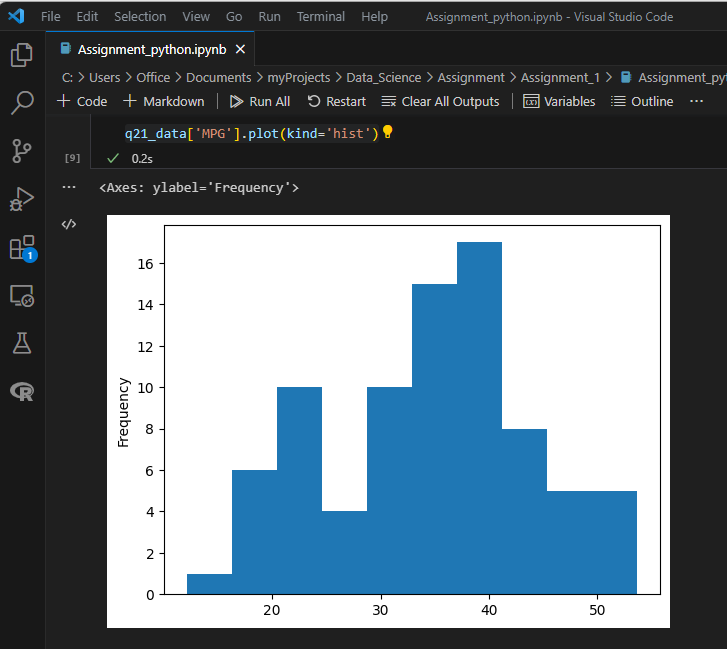 File Edit Selection View Go Run Terminal Help Assignment_python.ipynb - Visual Studio Code
Assignment_python.ipynb
C: > Users > Office > Documents > myProjects > Data_Science > Assignment > Assignment_1 > Assignment_py
+ Code + Markdown Run All Restart Clear All Outputs Variables Outline ...
q21_data['MPG'].plot(kind='hist')
[9] 0.2s
... <Axes: ylabel='Frequency'>
1
R
Frequency
16
14
12
10
8
6
4
2
0
20 30 40 50